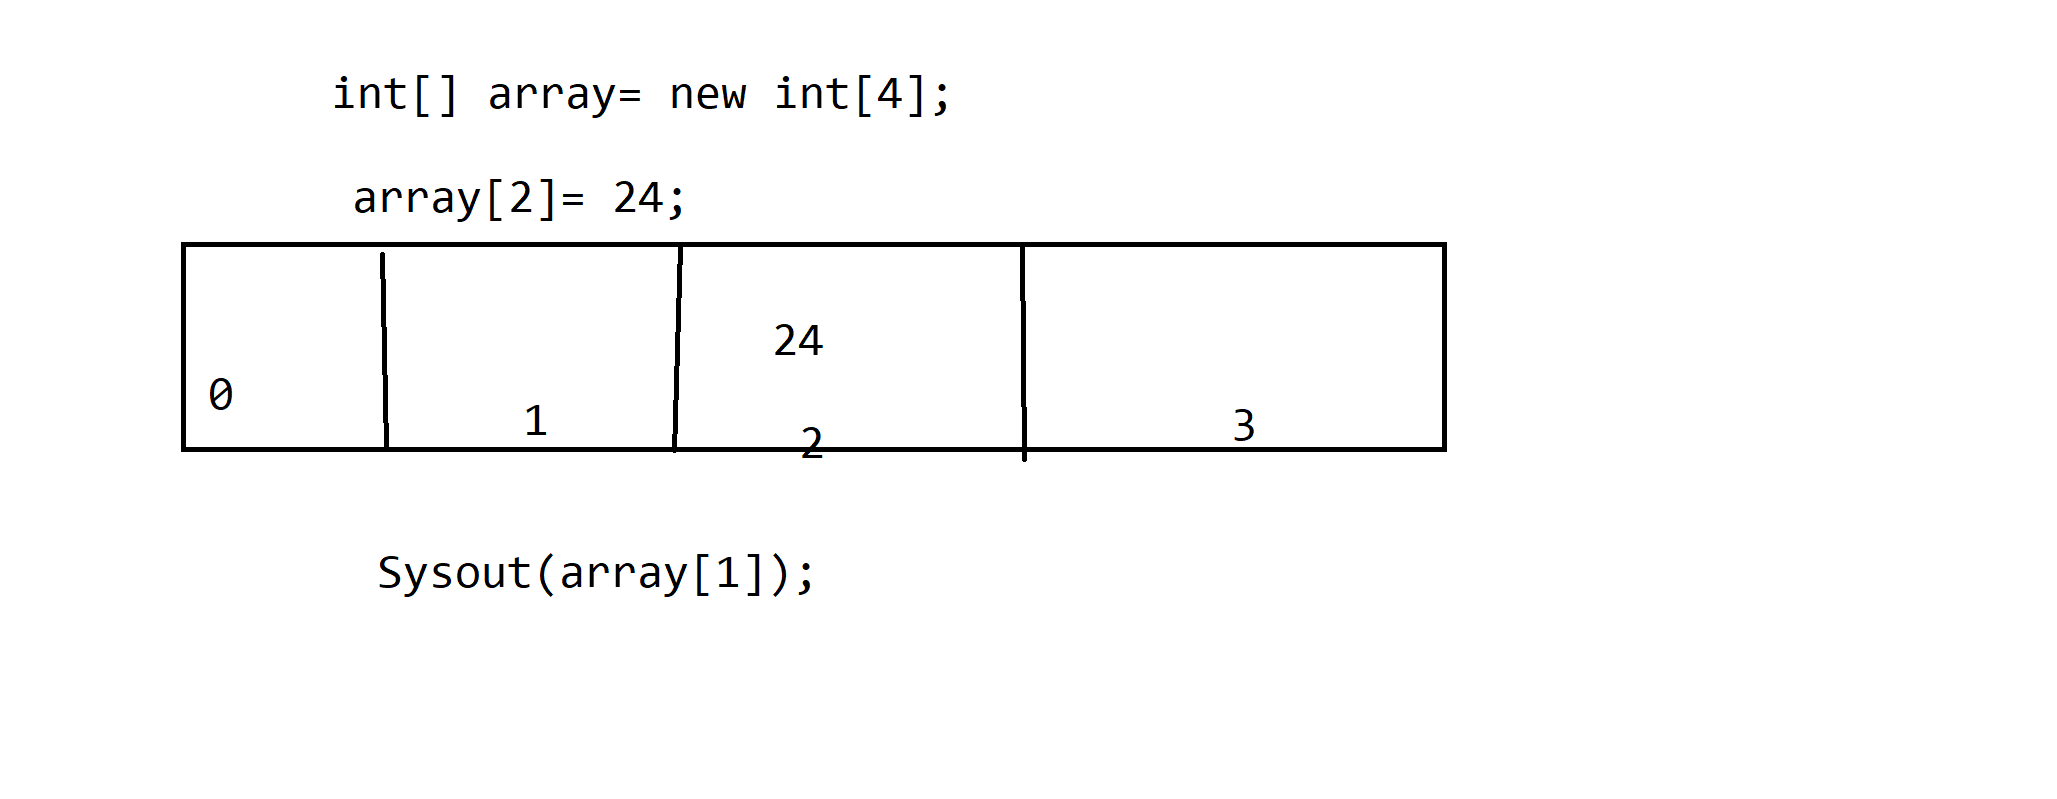 int[] array= new int[4];
array[2]= 24;
24
0
1
2
3
Sysout(array[1]);